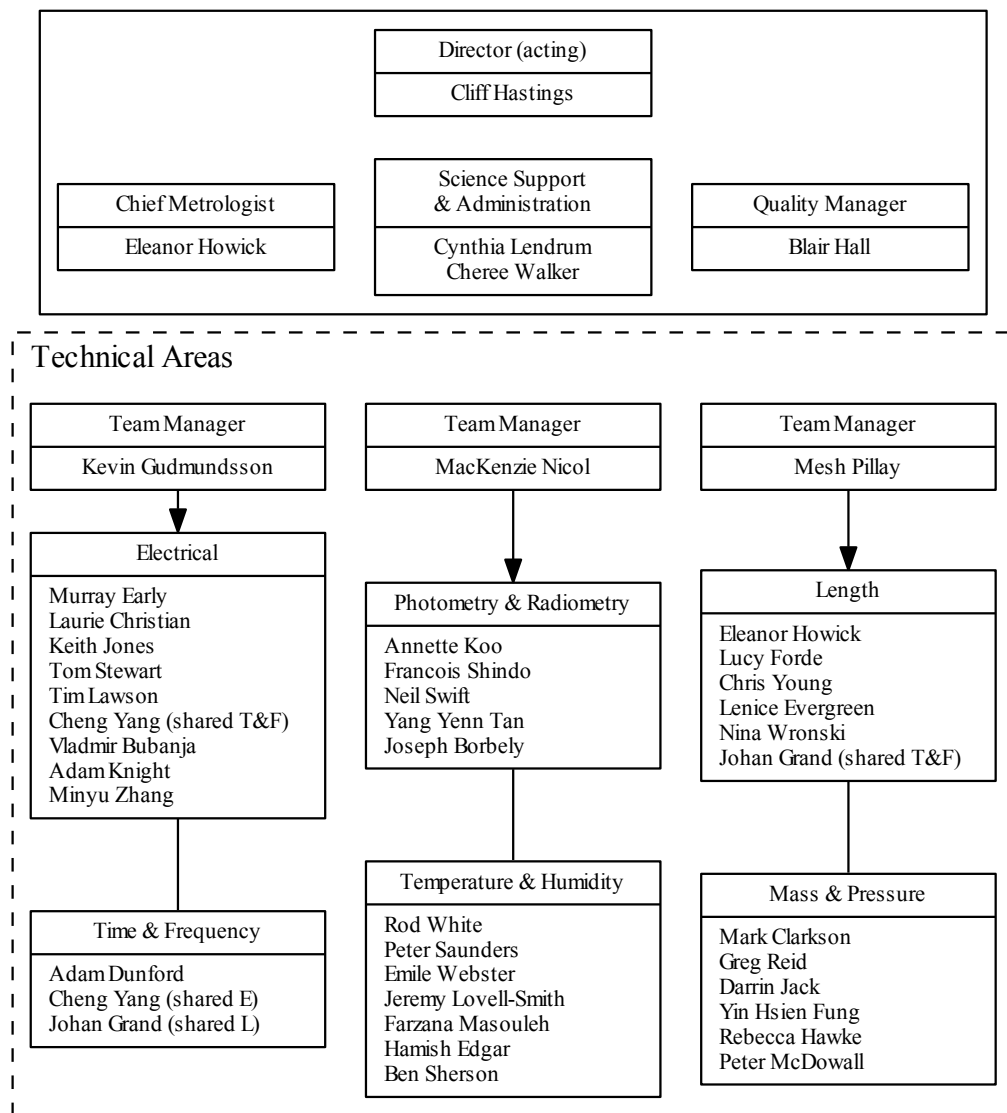 Director (acting)
Cliff Hastings
Chief Metrologist
Eleanor Howick
Science Support
& Administration
Cynthia Lendrum
Cheree Walker
Quality Manager
Blair Hall
Technical Areas
Team Manager
Kevin Gudmundsson
Electrical
Murray Early
Laurie Christian
Keith Jones
Tom Stewart
Tim Lawson
Cheng Yang (shared T&F)
Vladmir Bubanja
Adam Knight
Minyu Zhang
Time & Frequency
Adam Dunford
Cheng Yang (shared E)
Johan Grand (shared L)
Team Manager
MacKenzie Nicol
Photometry & Radiometry
Annette Koo
Francois Shindo
Neil Swift
Yang Yenn Tan
Joseph Borbely
Temperature & Humidity
Rod White
Peter Saunders
Emile Webster
Jeremy Lovell-Smith
Farzana Masouleh
Hamish Edgar
Ben Sherson
Team Manager
Mesh Pillay
Length
Eleanor Howick
Lucy Forde
Chris Young
Lenice Evergreen
Nina Wronski
Johan Grand (shared T&F)
Mass & Pressure
Mark Clarkson
Greg Reid
Darrin Jack
Yin Hsien Fung
Rebecca Hawke
Peter McDowall